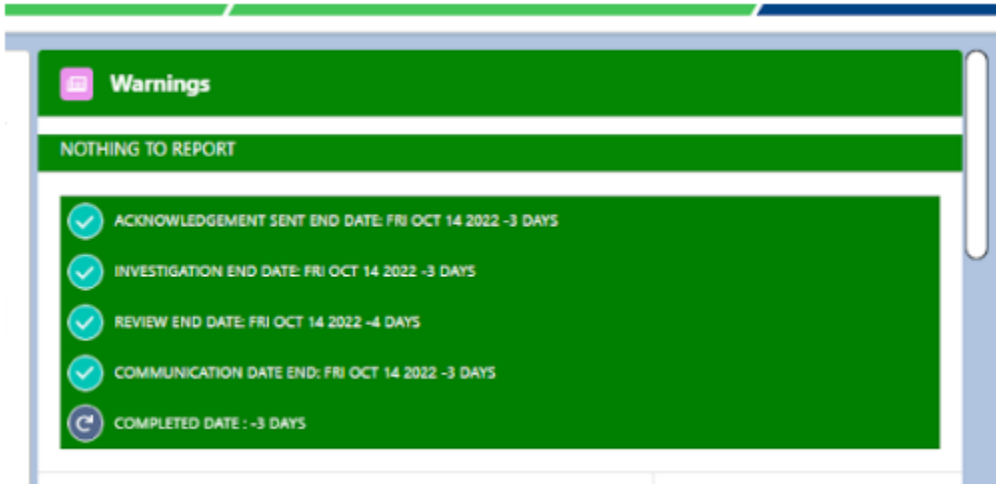 Warnings
NOTHING TO REPORT
ACKNOWLEDGEMENT SENT END DATE: FRI OCT 14 2022 -3 DAYS
INVESTIGATION END DATE: FRI OCT 14 2022 -3 DAYS
REVIEW END DATE: FRI OCT 14 2022 -4 DAYS
COMMUNICATION DATE END: FRI OCT 14 2022 -3 DAYS
COMPLETED DATE : -3 DAYS